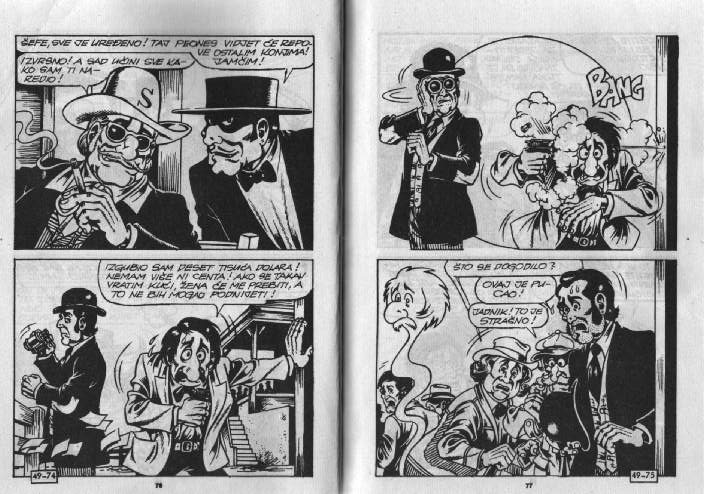 ŠEFE, SVE JE UREĐENO! TAJ PEONES VIDJET ĆE REPO-
VE OSTALIM KONJIMA!
JAMČIM!
IZVRSNO! A SAD UČINI SVE KA-
KO SAM TI NA-
REDIO!
S
IZGUBIO SAM DESET TISUĆA DOLARA!
NEMAM VIŠE NI CENTA! AKO SE TAKAV
VRATIM KUĆI, ŽENA ĆE ME PREBITI, A
TO NE BIH MOGAO PODNIJETI!
49-74
76
BANG
ŠTO SE DOGODILO?
OVAJ JE PU-
CAO!
JADNIK! TO JE
STRAŠNO!
77
49-75